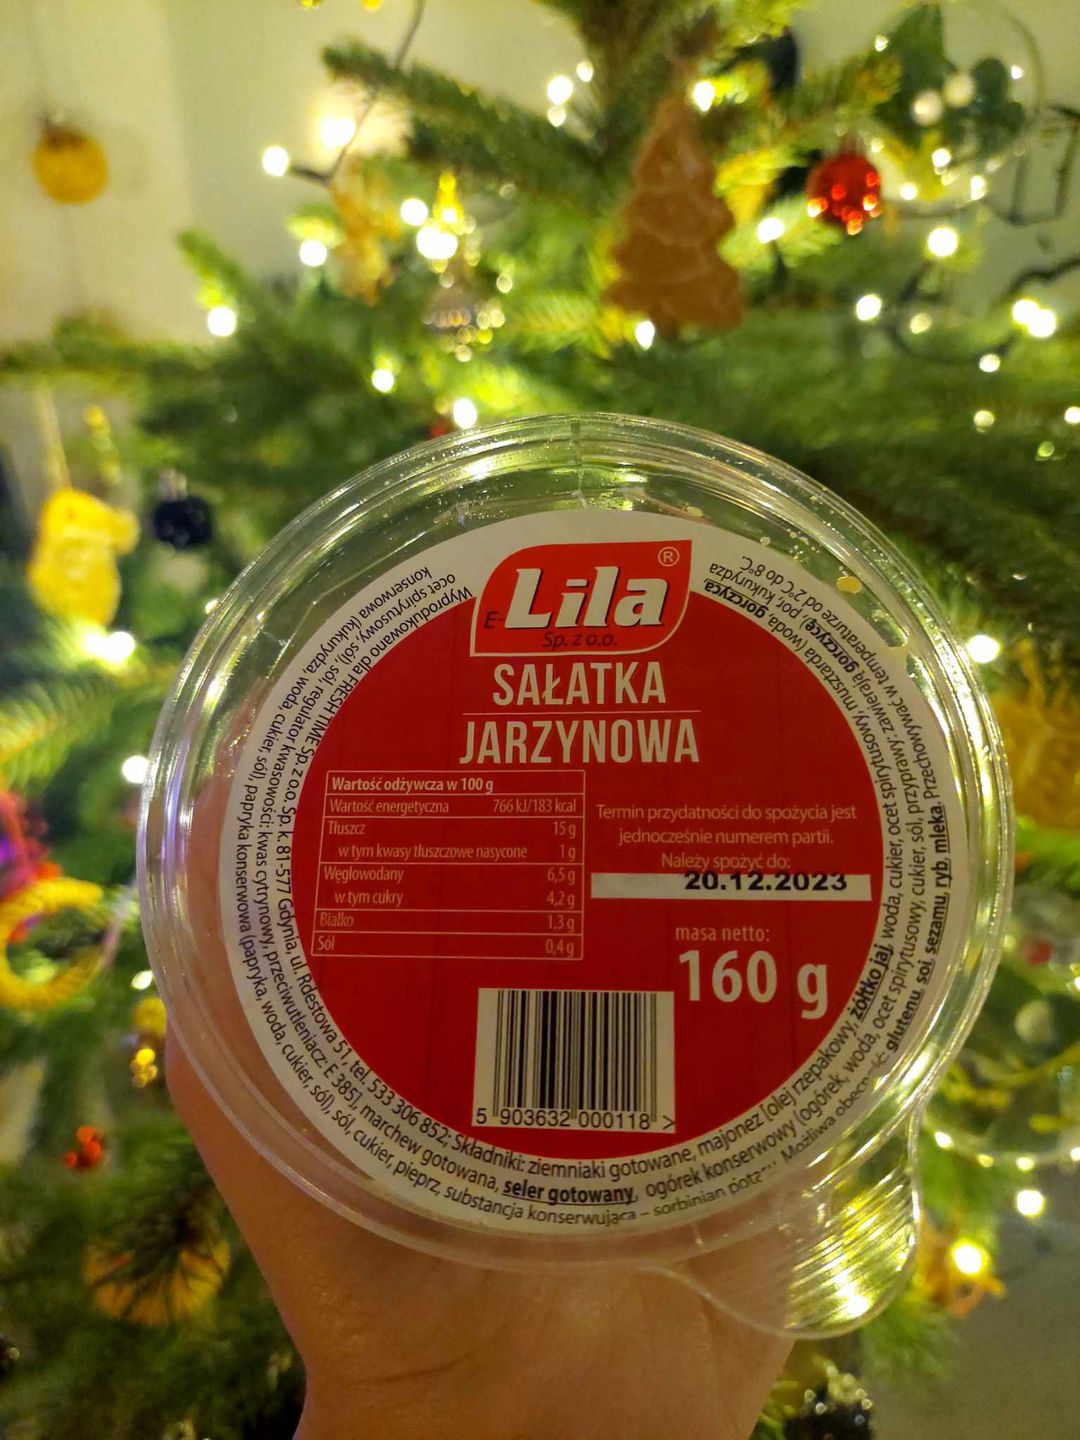 E-Lila®
Sp. z o.o.
SAŁATKA
JARZYNOWA
Wartość odżywcza w 100 g
Wartość energetyczna 766 kJ/183 kcal
Tłuszcz 15 g
w tym kwasy tłuszczowe nasycone 1 g
Węglowodany 6,5 g
w tym cukry 4,2 g
Białko 1,3 g
Sól 0,4 g
Termin przydatności do spożycia jest
jednocześnie numerem partii.
Należy spożyć do:
20.12.2023
masa netto:
160 g
5 903632 000118 >
Wyprodukowano dla FRESH TIME Sp. z o.o. Sp. k. 81-577 Gdynia, ul. Rdestowa 51, tel. 533 306 852; Składniki: ziemniaki gotowane, majonez [olej rzepakowy, żółtko jaj, woda, cukier, ocet spirytusowy, musztarda (woda, gorczyca,
ocet spirytusowy, sól), sól, regulator kwasowości: kwas cytrynowy, przeciwutleniacz: E 385], marchew gotowana, seler gotowany, ogórek konserwowy (ogórek, woda, ocet spirytusowy, cukier, sól, przyprawy; zawierają gorczycę), kukurydza
konserwowa (kukurydza, woda, cukier, sól), papryka konserwowa (papryka, woda, cukier, sól), sól, cukier, pieprz, substancja konserwująca – sorbinian Możliwa glutenu, soi, sezamu, ryb, mleka. Przechowywać w temperaturze od 2°C do 8°C.